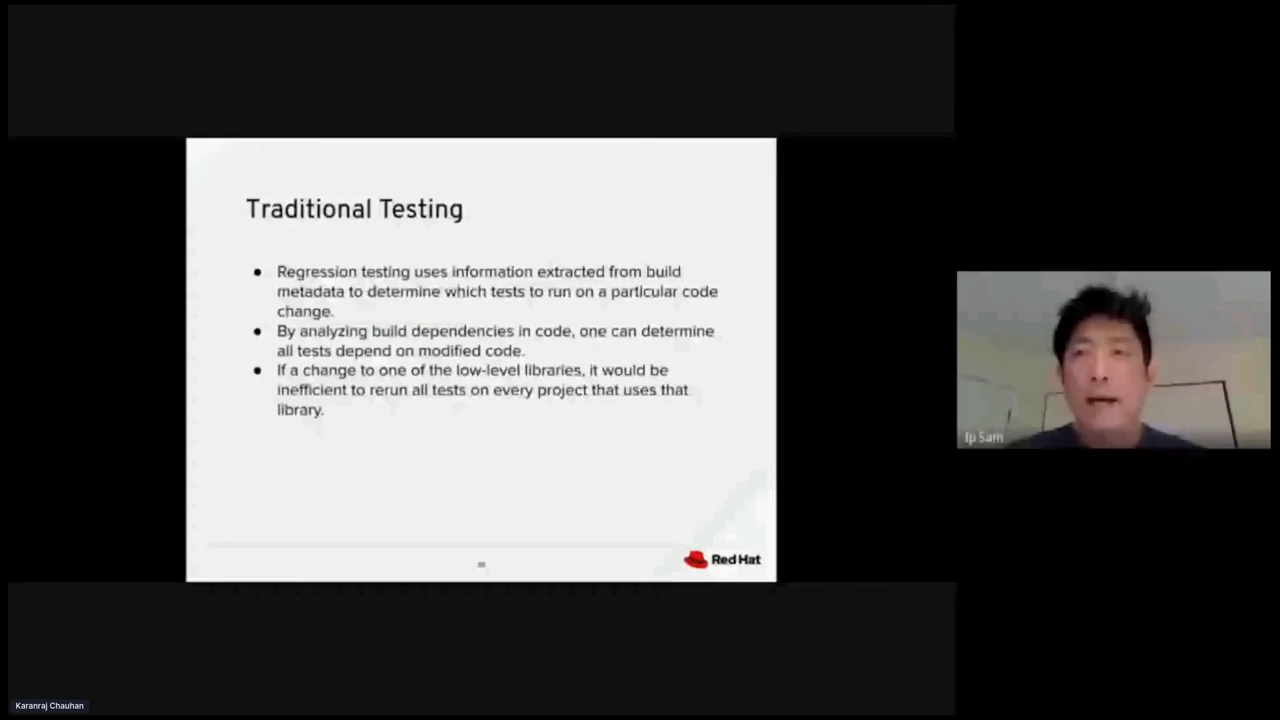 Traditional Testing
● Regression testing uses information extracted from build
metadata to determine which tests to run on a particular code
change.
● By analyzing build dependencies in code, one can determine
all tests depend on modified code.
● If a change to one of the low-level libraries, it would be
inefficient to rerun all tests on every project that uses that
library.
Red Hat
Ip Sam
Karanraj Chauhan